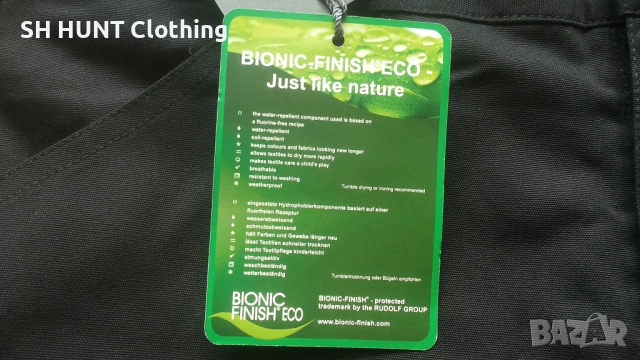 SH HUNT Clothing
BIONIC-FINISH®ECO
Just like nature
the water-repellent component used is based on
a fluorine-free recipe
water-repellent
soil-repellent
keeps colours and fabrics looking new longer
allows textiles to dry more rapidly
makes textile care a child's play
breathable
resistant to washing
weatherproof
Tumble drying or ironing recommended
eingesetzte Hydrophobierkomponente basiert auf einer
fluorfreien Rezeptur
wasserabweisend
schmutzabweisend
hält Farben und Gewebe länger neu
lässt Textilien schneller trocknen
macht Textilpflege kinderleicht
atmungsaktiv
waschbeständig
wetterbeständig
Tumblertrocknung oder Bügeln empfohlen
BIONIC
FINISH®ECO
BIONIC-FINISH® - protected
trademark by the RUDOLF GROUP
www.bionic-finish.com
BAZAR